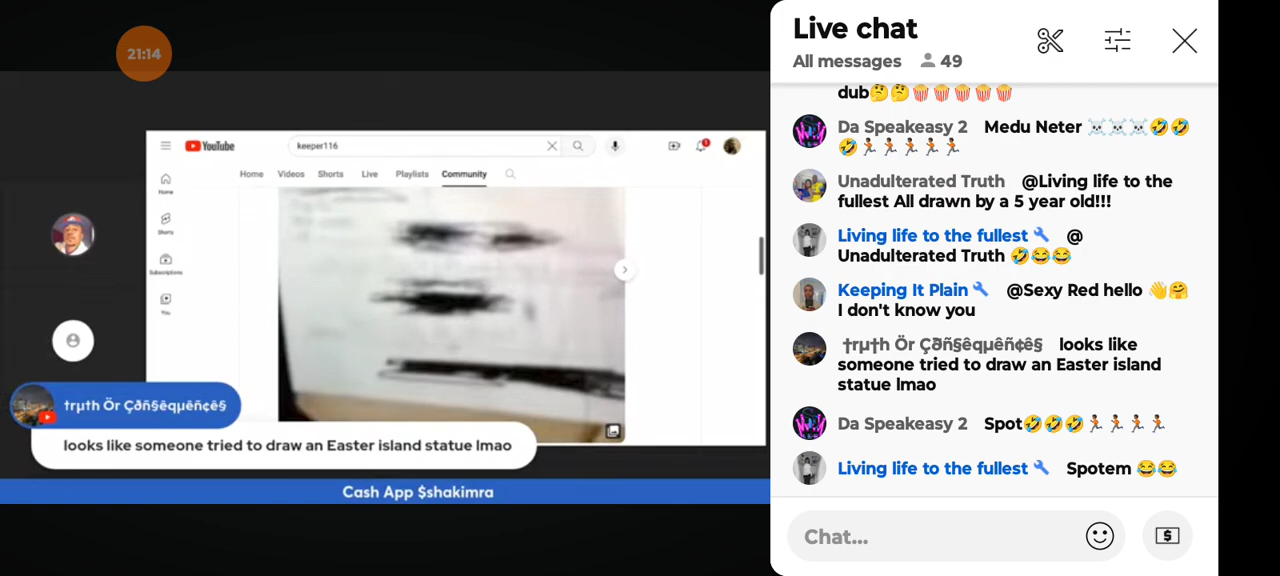 21:14
YouTube
keeper116
Home Videos Shorts Live Playlists Community
Home
Shorts
Subscriptions
You
†rµ†h Ör Çðñ§êqµêñ¢ê§
looks like someone tried to draw an Easter island statue lmao
Cash App $shakimra
Live chat
All messages 49
dub🤔🤔🍿🍿🍿🍿🍿
Da Speakeasy 2 Medu Neter ☠️☠️☠️🤣🤣
🤣🏃🏃🏃🏃🏃
Unadulterated Truth @Living life to the
fullest All drawn by a 5 year old!!!
Living life to the fullest @
Unadulterated Truth 🤣😂😂
Keeping It Plain @Sexy Red hello 👋🤗
I don't know you
†rµ†h Ör Çðñ§êqµêñ¢ê§ looks like
someone tried to draw an Easter island
statue lmao
Da Speakeasy 2 Spot🤣🤣🤣🏃🏃🏃🏃
Living life to the fullest Spotem 😂😂
Chat...